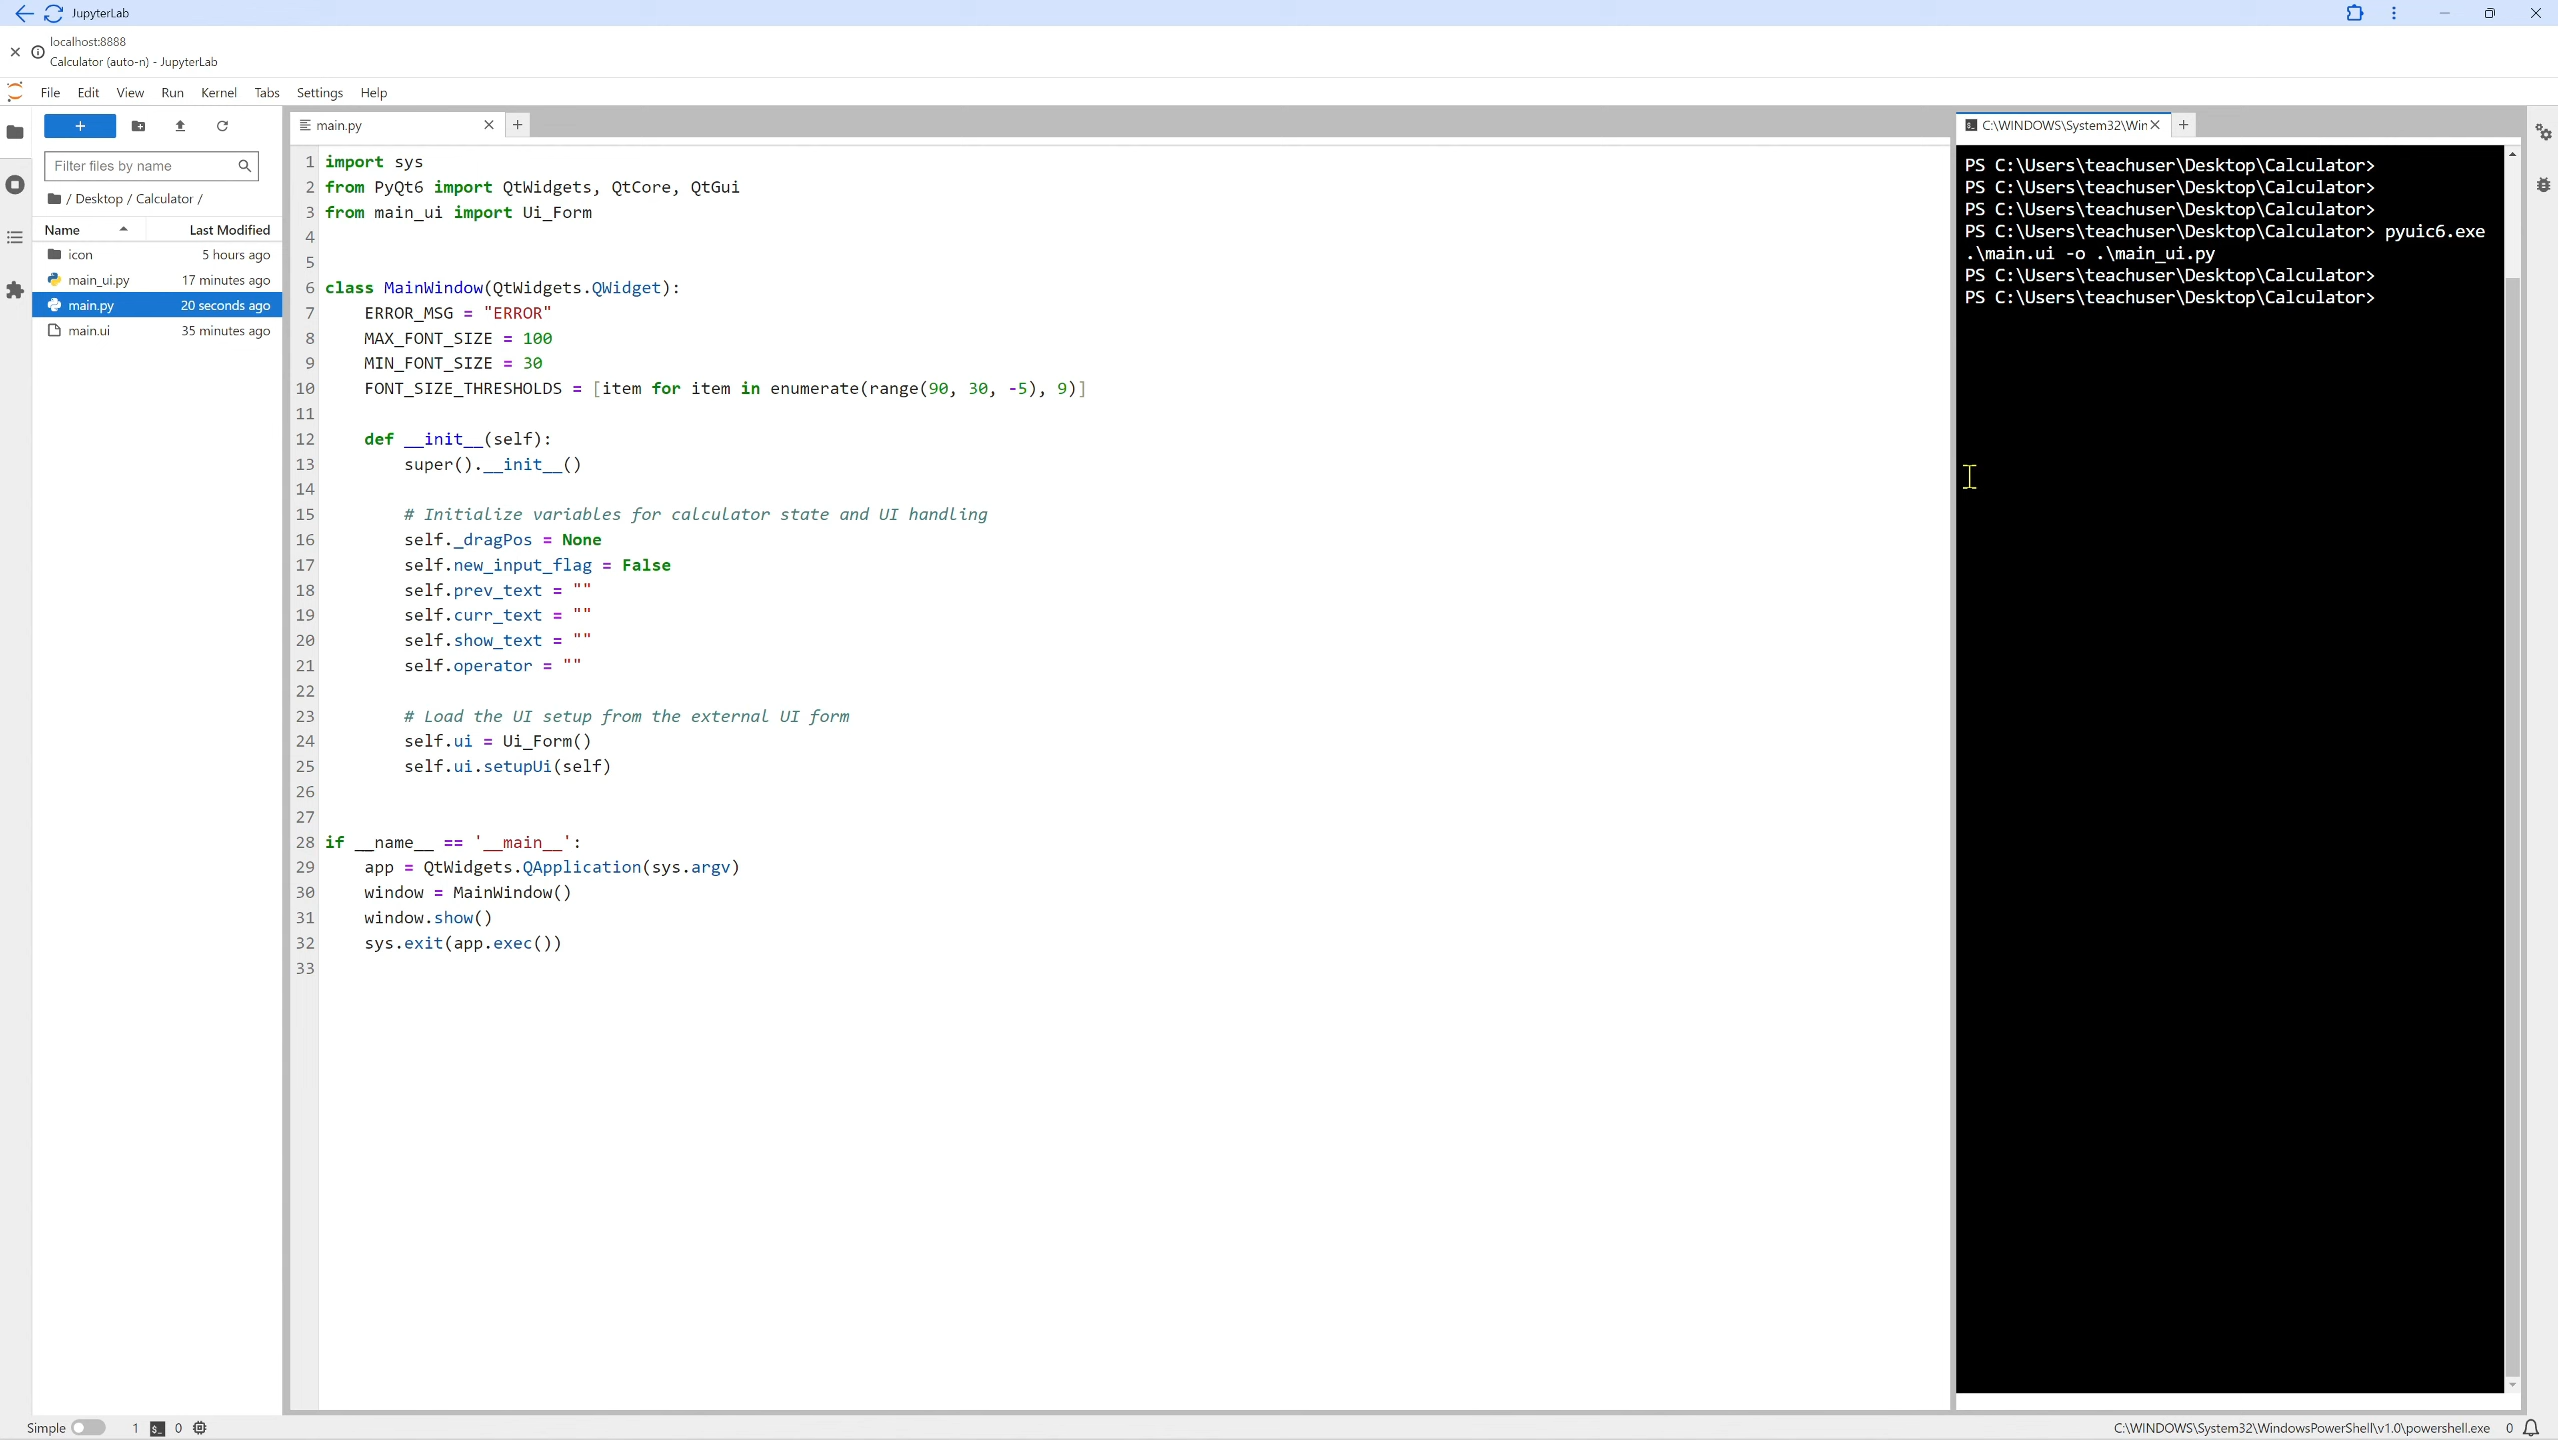 JupyterLab
localhost:8888
Calculator (auto-n) - JupyterLab
File Edit View Run Kernel Tabs Settings Help
Filter files by name
/ Desktop / Calculator /
Name Last Modified
icon 5 hours ago
main_ui.py 17 minutes ago
main.py 20 seconds ago
main.ui 35 minutes ago
main.py
1 import sys
2 from PyQt6 import QtWidgets, QtCore, QtGui
3 from main_ui import Ui_Form
4
5
6 class MainWindow(QtWidgets.QWidget):
7 ERROR_MSG = "ERROR"
8 MAX_FONT_SIZE = 100
9 MIN_FONT_SIZE = 30
10 FONT_SIZE_THRESHOLDS = [item for item in enumerate(range(90, 30, -5), 9)]
11
12 def __init__(self):
13 super().__init__()
14
15 # Initialize variables for calculator state and UI handling
16 self._dragPos = None
17 self.new_input_flag = False
18 self.prev_text = ""
19 self.curr_text = ""
20 self.show_text = ""
21 self.operator = ""
22
23 # Load the UI setup from the external UI form
24 self.ui = Ui_Form()
25 self.ui.setupUi(self)
26
27
28 if __name__ == '__main__':
29 app = QtWidgets.QApplication(sys.argv)
30 window = MainWindow()
31 window.show()
32 sys.exit(app.exec())
33
C:\WINDOWS\System32\Win
PS C:\Users\teachuser\Desktop\Calculator>
PS C:\Users\teachuser\Desktop\Calculator>
PS C:\Users\teachuser\Desktop\Calculator>
PS C:\Users\teachuser\Desktop\Calculator> pyuic6.exe
.\main.ui -o .\main_ui.py
PS C:\Users\teachuser\Desktop\Calculator>
PS C:\Users\teachuser\Desktop\Calculator>
Simple 1 0
C:\WINDOWS\System32\WindowsPowerShell\v1.0\powershell.exe 0